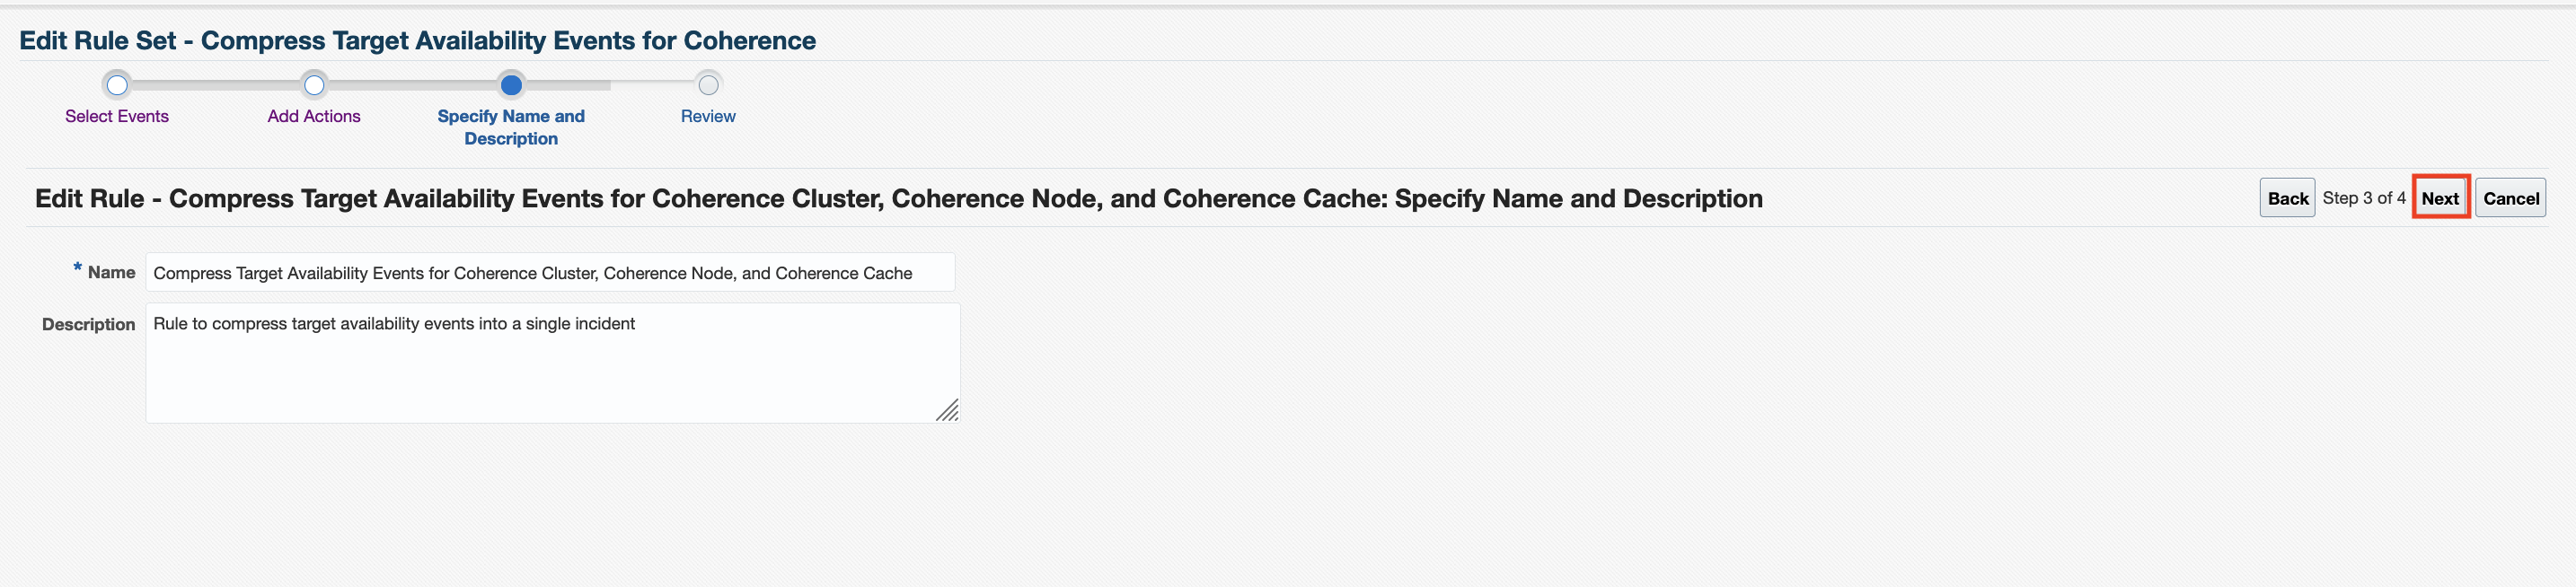 Edit Rule Set - Compress Target Availability Events for Coherence
Select Events
Add Actions
Specify Name and
Description
Review
Edit Rule - Compress Target Availability Events for Coherence Cluster, Coherence Node, and Coherence Cache: Specify Name and Description
Back Step 3 of 4 Next Cancel
* Name Compress Target Availability Events for Coherence Cluster, Coherence Node, and Coherence Cache
Description Rule to compress target availability events into a single incident